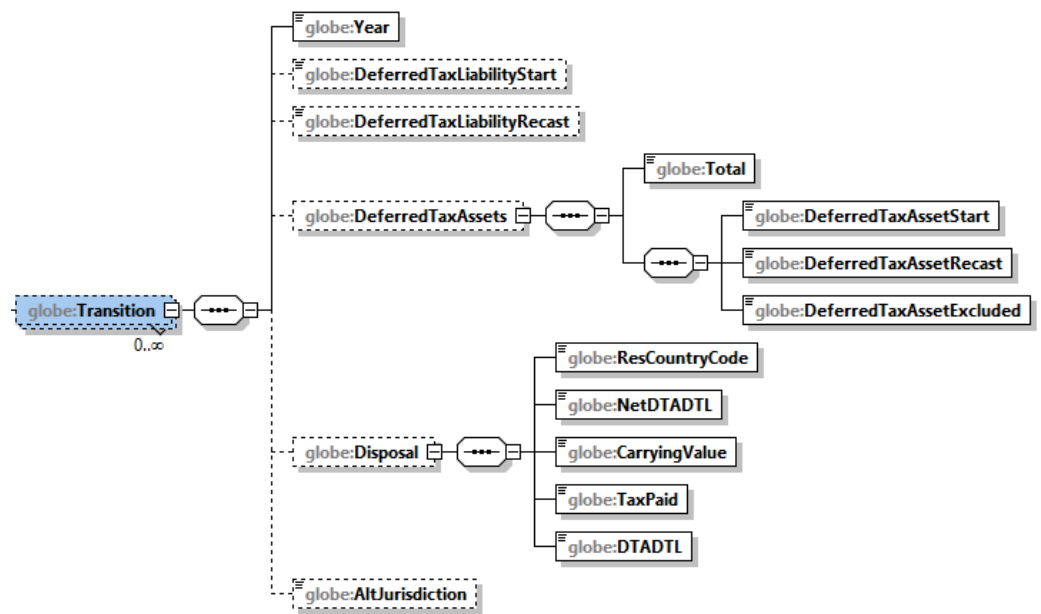 globe:Year
globe:DeferredTaxLiabilityStart
globe:DeferredTaxLiabilityRecast
globe:Total
globe:DeferredTaxAssets
globe:DeferredTaxAssetStart
globe:DeferredTaxAssetRecast
globe:DeferredTaxAssetExcluded
globe:Transition
0..∞
globe:ResCountryCode
globe:NetDTADTL
globe:Disposal
globe:CarryingValue
globe:TaxPaid
globe:DTADTL
globe:AltJurisdiction